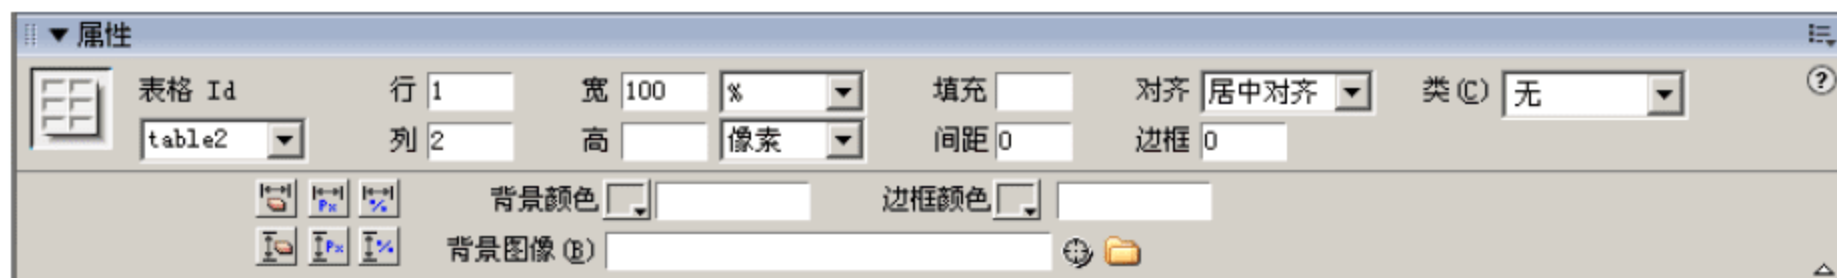 属性
表格 Id 行 1 宽 100 % 填充 对齐 居中对齐 类(C) 无
table2 列 2 高 像素 间距 0 边框 0
Px % 背景颜色 边框颜色
Px % 背景图像(B)